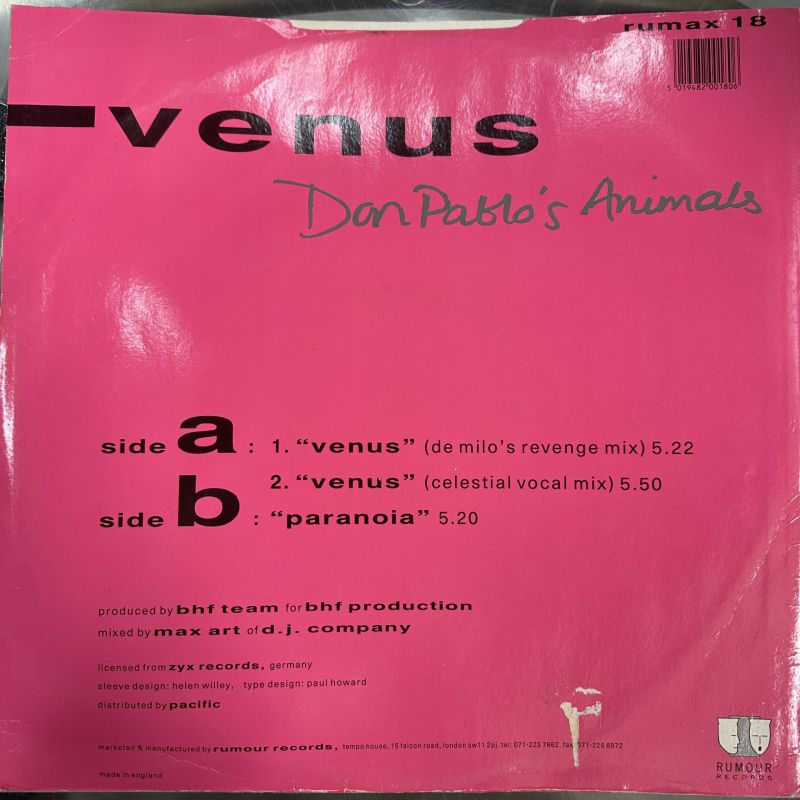 rumax 18
5 019482 001806
venus
Don Pablo's Animals
side a : 1. “venus” (de milo's revenge mix) 5.22
2. “venus” (celestial vocal mix) 5.50
side b : “paranoia” 5.20
produced by bhf team for bhf production
mixed by max art of d.j. company
licensed from zyx records, germany
sleeve design: helen willey, type design: paul howard
distributed by pacific
marketed & manufactured by rumour records, tempo house, 15 falcon road, london sw11 2pj. tel: 071-223 7662. fax: 071-228 6972
made in england
RUMOUR
RECORDS